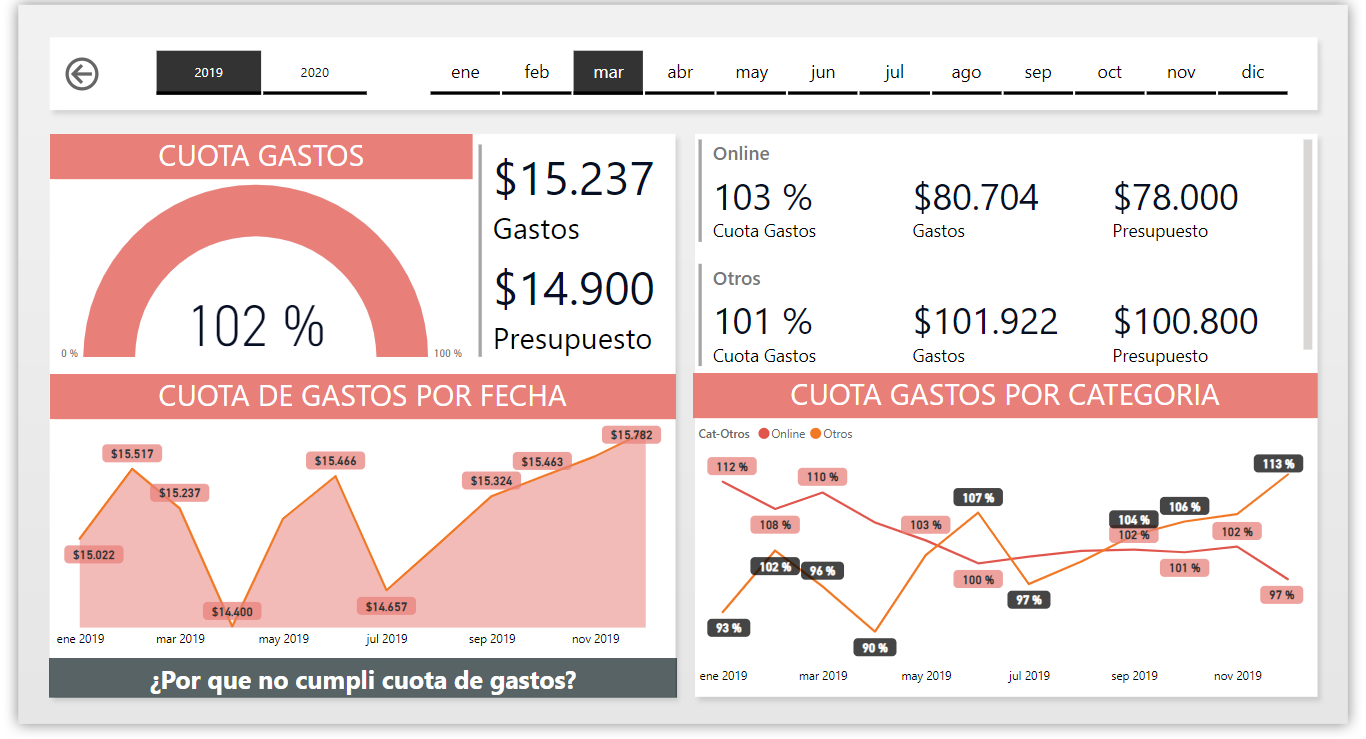 2019 2020 ene feb mar abr may jun jul ago sep oct nov dic
CUOTA GASTOS
102 %
0 % 100 %
$15.237
Gastos
$14.900
Presupuesto
Online
103 % $80.704 $78.000
Cuota Gastos Gastos Presupuesto
Otros
101 % $101.922 $100.800
Cuota Gastos Gastos Presupuesto
CUOTA DE GASTOS POR FECHA
$15.022
$15.517
$15.237
$14.400
$15.466
$14.657
$15.324
$15.463
$15.782
ene 2019 mar 2019 may 2019 jul 2019 sep 2019 nov 2019
¿Por que no cumpli cuota de gastos?
CUOTA GASTOS POR CATEGORIA
Cat-Otros Online Otros
112 %
108 %
110 %
103 %
100 %
102 %
101 %
102 %
97 %
93 %
102 %
96 %
90 %
107 %
97 %
104 %
106 %
113 %
ene 2019 mar 2019 may 2019 jul 2019 sep 2019 nov 2019